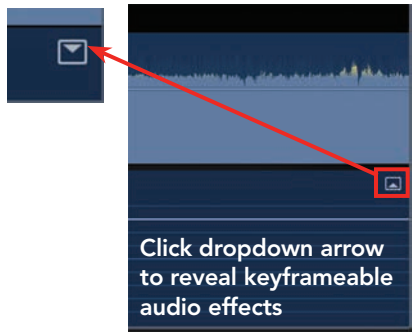 Click dropdown arrow
to reveal keyframeable
audio effects